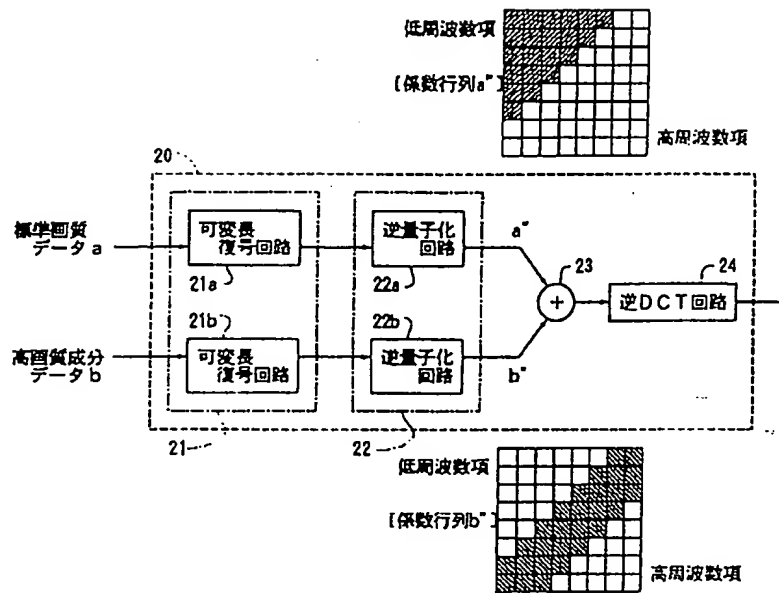 低周波数項
[係数行列a"]
高周波数項
20
標準画質
データa
可変長
復号回路
21a
逆量子化
回路
22a
a"
23
24
逆DCT回路
21b
22b
高画質成分
データb
可変長
復号回路
逆量子化
回路
b"
21
22
低周波数項
[係数行列b"]
高周波数項